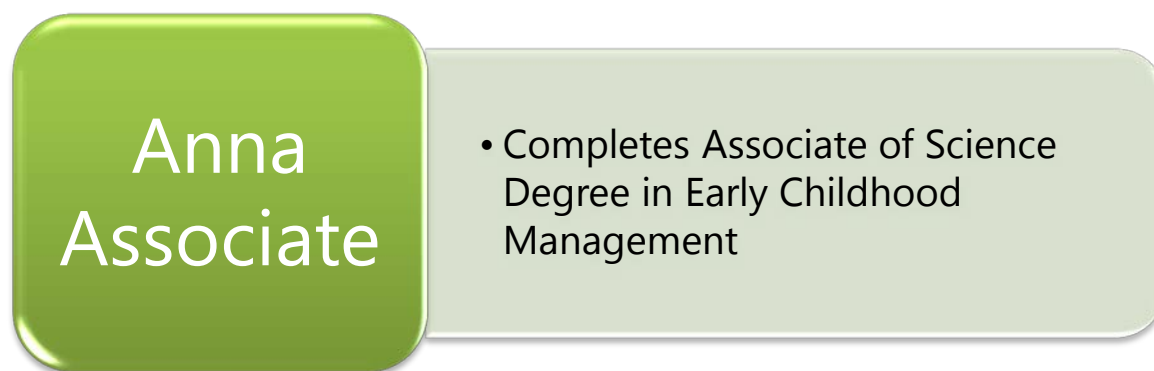 Anna
Associate
• Completes Associate of Science
Degree in Early Childhood
Management